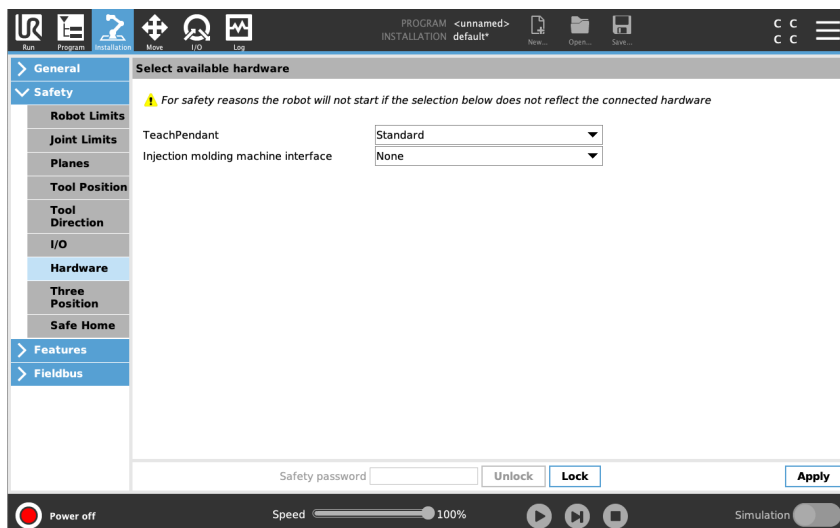 UR
PROGRAM <unnamed>
INSTALLATION default*
C C
C C
Run Program Installation Move I/O Log New... Open... Save...
General
Select available hardware
Safety
For safety reasons the robot will not start if the selection below does not reflect the connected hardware
Robot Limits
Joint Limits
TeachPendant Standard
Injection molding machine interface None
Planes
Tool Position
Tool
Direction
I/O
Hardware
Three
Position
Safe Home
Features
Fieldbus
Safety password Unlock Lock Apply
Power off Speed 100% Simulation